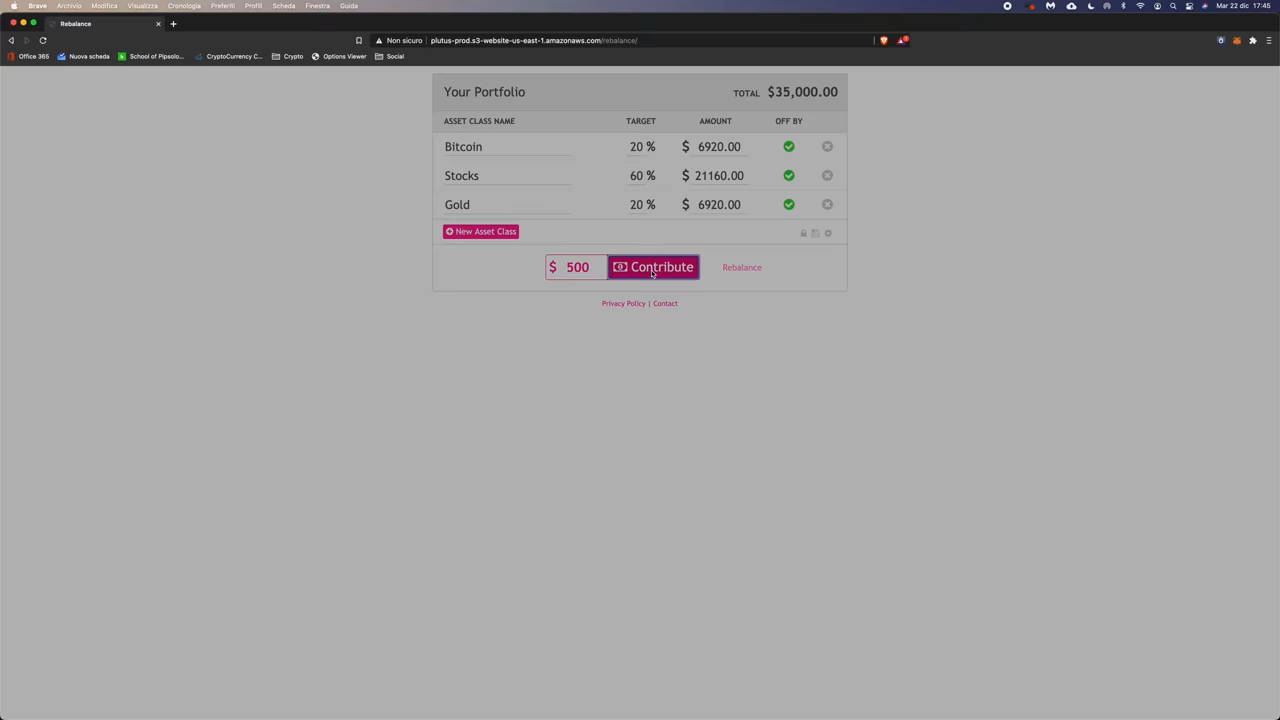 Brave Archivio Modifica Visualizza Cronologia Preferiti Profili Scheda Finestra Guida Mar 22 dic 17:45
Rebalance
Non sicuro plutus-prod.s3-website-us-east-1.amazonaws.com/rebalance/
Office 365 Nuova scheda School of Pipsolo... CryptoCurrency C... Crypto Options Viewer Social
Your Portfolio TOTAL $35,000.00
ASSET CLASS NAME TARGET AMOUNT OFF BY
Bitcoin 20 % $ 6920.00
Stocks 60 % $ 21160.00
Gold 20 % $ 6920.00
New Asset Class
$ 500 Contribute Rebalance
Privacy Policy | Contact